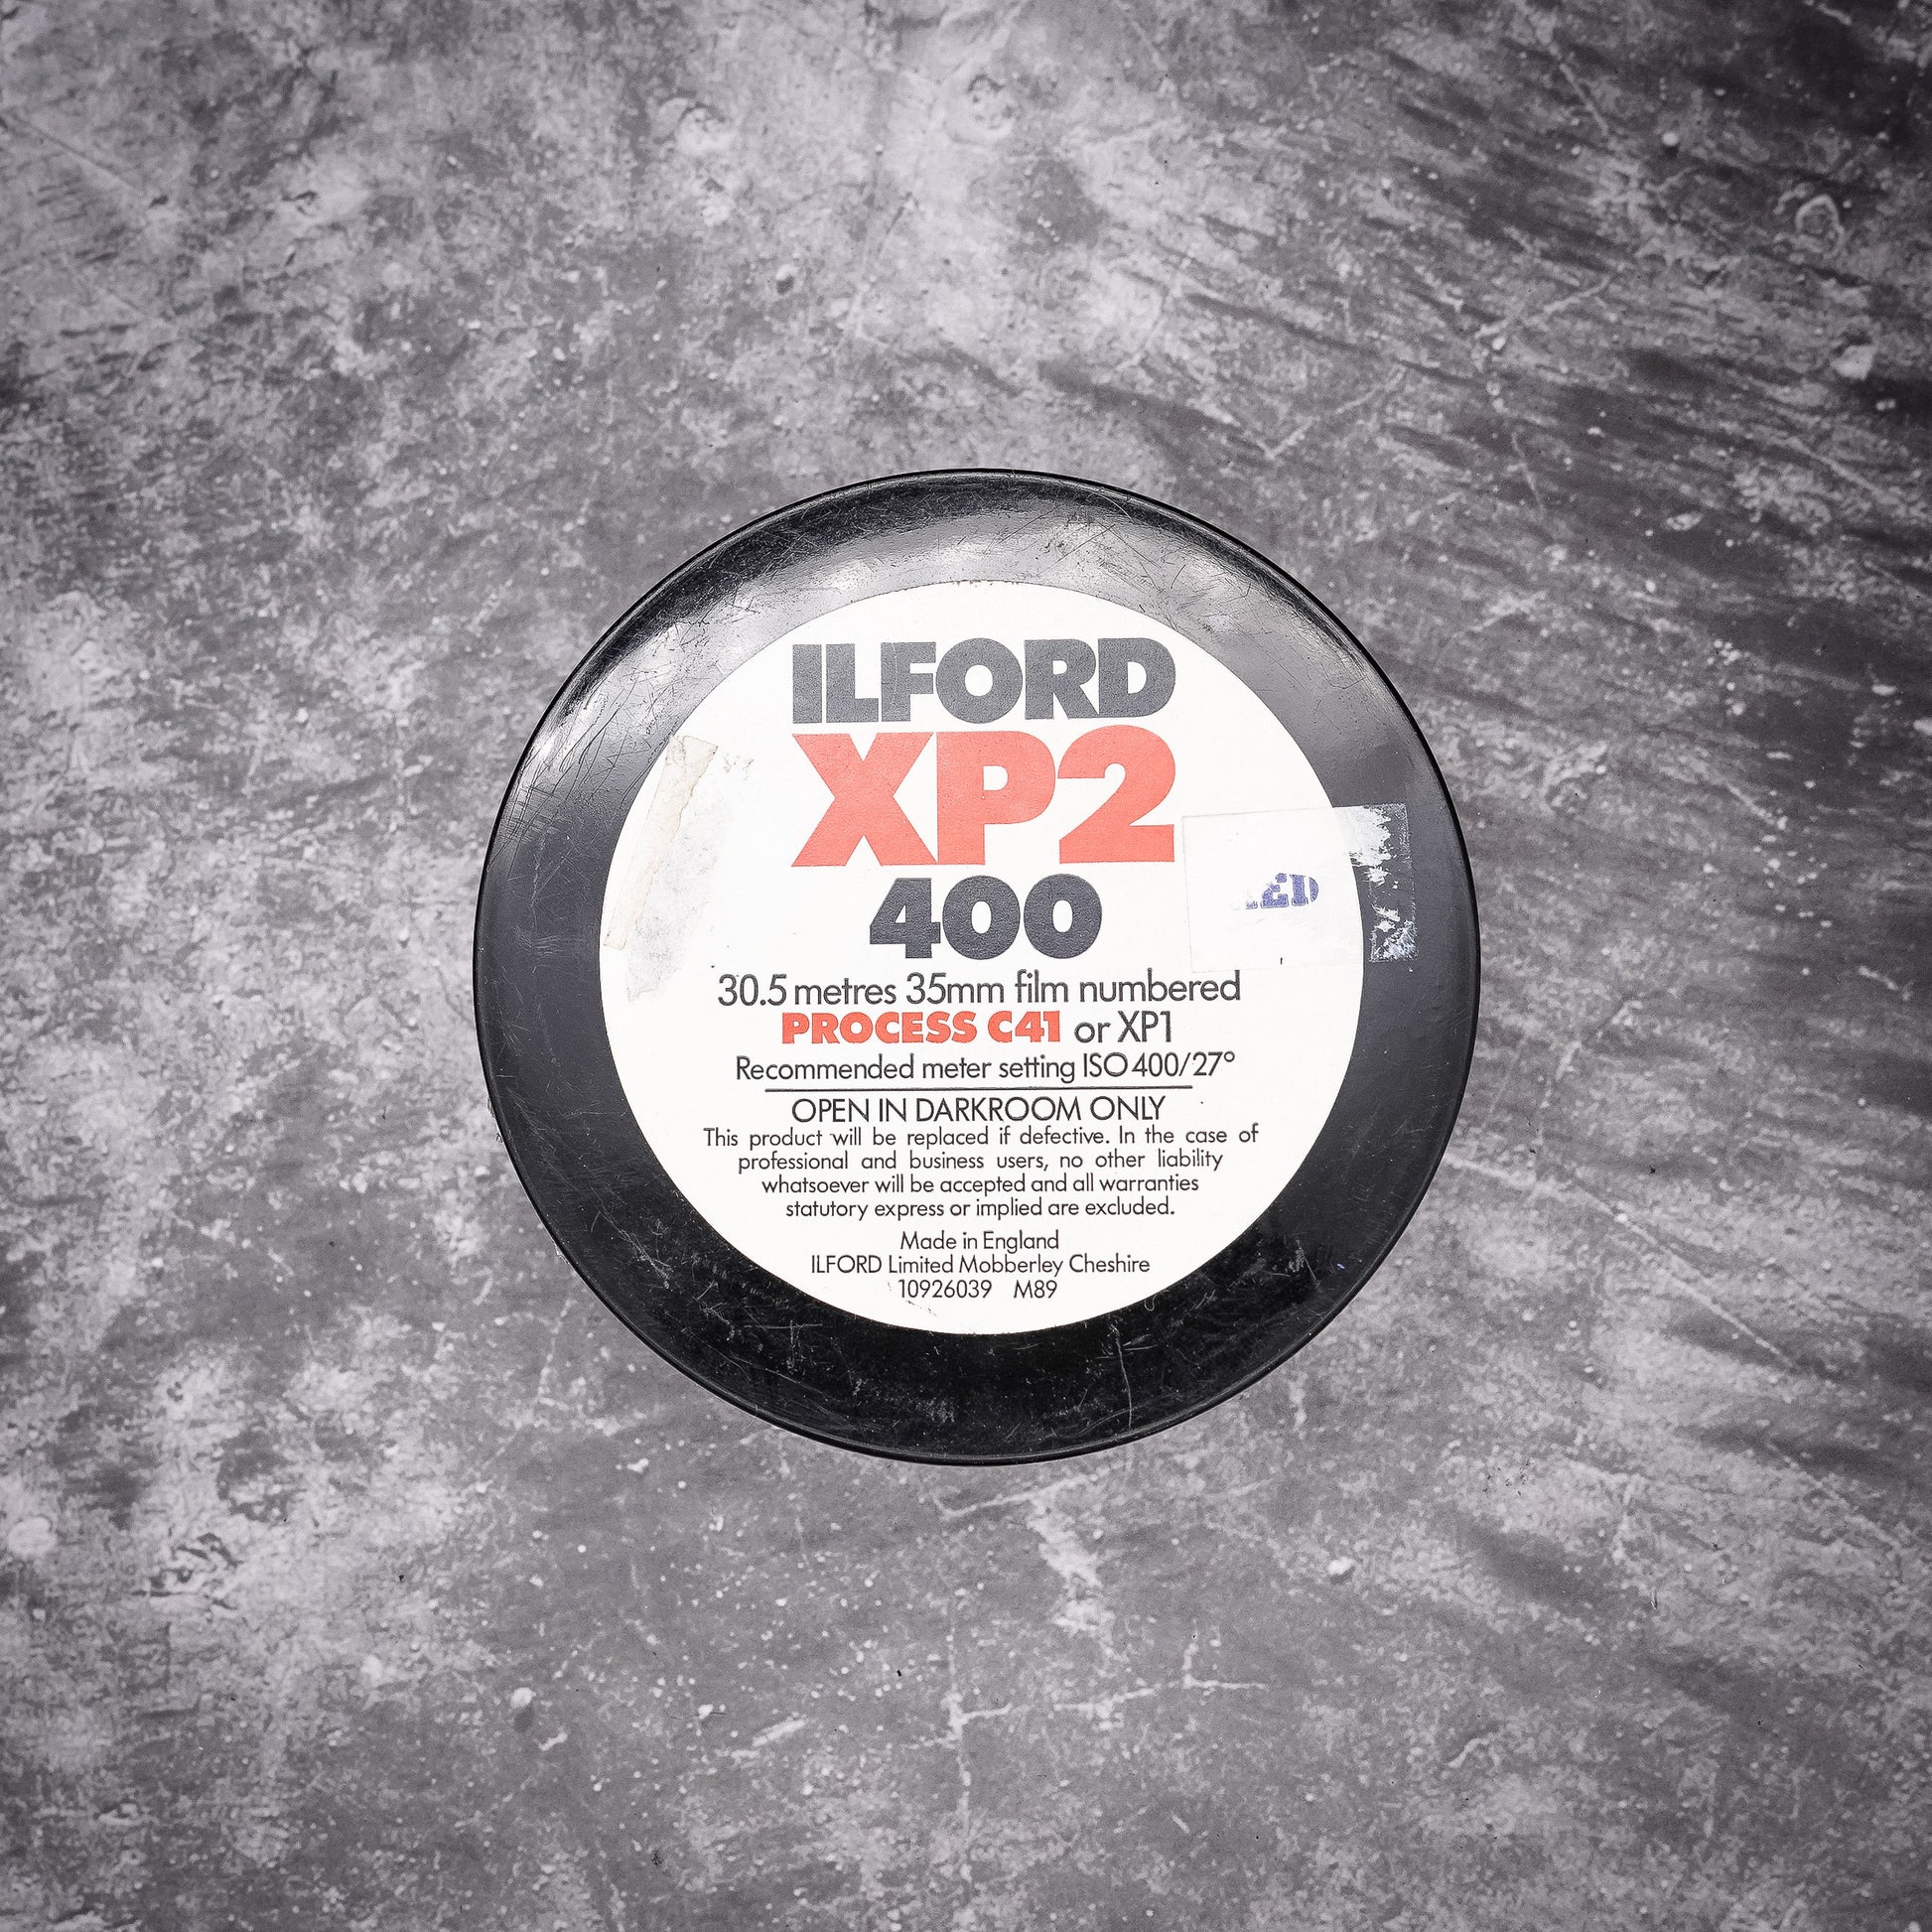 ILFORD
XP2
400
30.5 metres 35mm film numbered
PROCESS C41 or XP1
Recommended meter setting ISO 400/27°
OPEN IN DARKROOM ONLY
This product will be replaced if defective. In the case of
professional and business users, no other liability
whatsoever will be accepted and all warranties
statutory express or implied are excluded.
Made in England
ILFORD Limited Mobberley Cheshire
10926039 M89